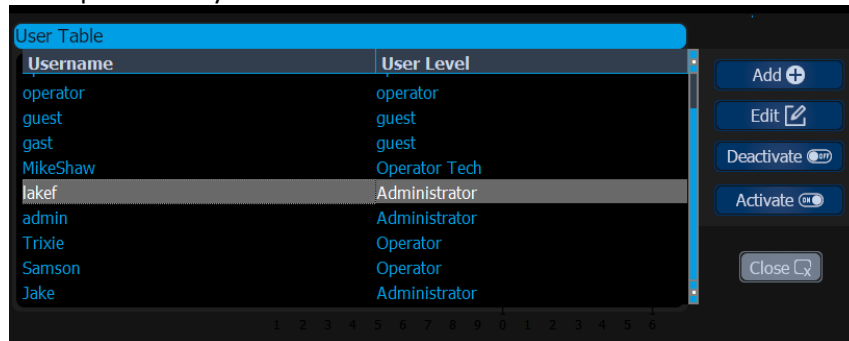 User Table
Username User Level
operator operator
guest guest
gast guest
MikeShaw Operator Tech
lakef Administrator
admin Administrator
Trixie Operator
Samson Operator
Jake Administrator
Add
Edit
Deactivate OFF
Activate ON
Close
1 2 3 4 5 6 7 8 9 0 1 2 3 4 5 6